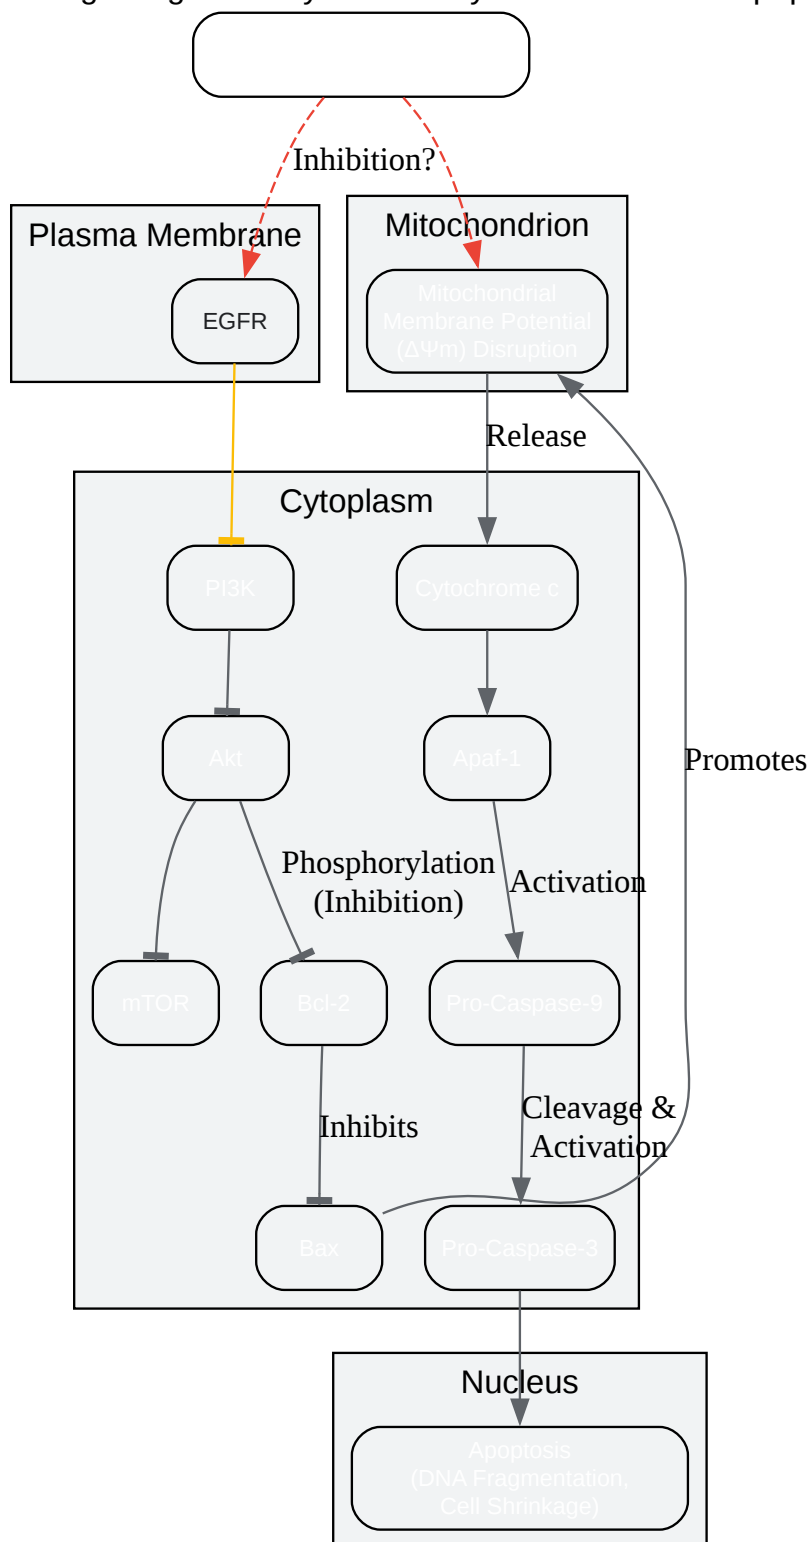 Inhibition?
Plasma Membrane
Mitochondrion
EGFR
Mitochondrial
Membrane Potential
(ΔΨm) Disruption
Release
Cytoplasm
PI3K
Cytochrome c
Akt
Apaf-1
Promotes
Phosphorylation
(Inhibition)
Activation
mTOR
Bcl-2
Pro-Caspase-9
Inhibits
Cleavage &
Activation
Bax
Pro-Caspase-3
Nucleus
Apoptosis
(DNA Fragmentation,
Cell Shrinkage)